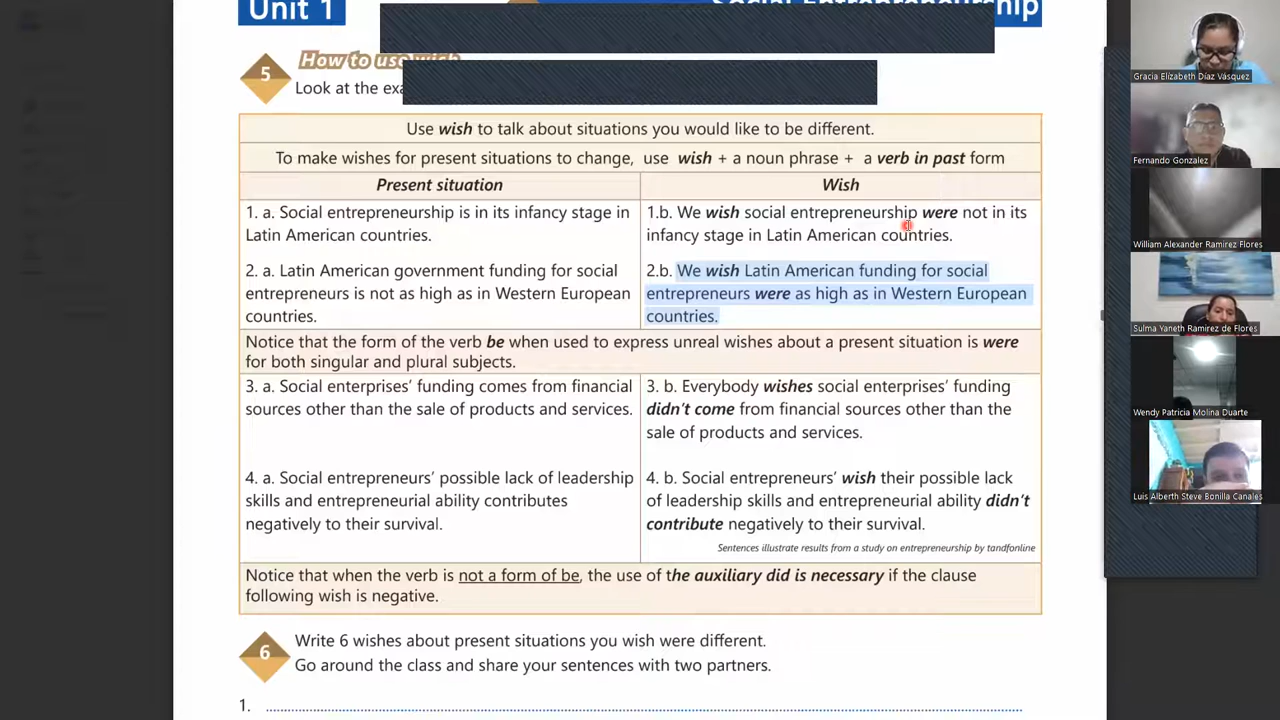 Unit 1
Social Entrepreneurship
5
How to use wish
Look at the exa
Use wish to talk about situations you would like to be different.
To make wishes for present situations to change, use wish + a noun phrase + a verb in past form
Present situation
Wish
1. a. Social entrepreneurship is in its infancy stage in
Latin American countries.
1.b. We wish social entrepreneurship were not in its
infancy stage in Latin American countries.
2. a. Latin American government funding for social
entrepreneurs is not as high as in Western European
countries.
2.b. We wish Latin American funding for social
entrepreneurs were as high as in Western European
countries.
Notice that the form of the verb be when used to express unreal wishes about a present situation is were
for both singular and plural subjects.
3. a. Social enterprises’ funding comes from financial
sources other than the sale of products and services.
3. b. Everybody wishes social enterprises’ funding
didn’t come from financial sources other than the
sale of products and services.
4. a. Social entrepreneurs’ possible lack of leadership
skills and entrepreneurial ability contributes
negatively to their survival.
4. b. Social entrepreneurs’ wish their possible lack
of leadership skills and entrepreneurial ability didn’t
contribute negatively to their survival.
Sentences illustrate results from a study on entrepreneurship by tandfonline
Notice that when the verb is not a form of be, the use of the auxiliary did is necessary if the clause
following wish is negative.
6
Write 6 wishes about present situations you wish were different.
Go around the class and share your sentences with two partners.
1.
Gracia Elizabeth Díaz Vásquez
Fernando Gonzalez
William Alexander Ramirez Flores
Sulma Yaneth Ramirez de Flores
Wendy Patricia Molina Duarte
Luis Alberth Steve Bonilla Canales